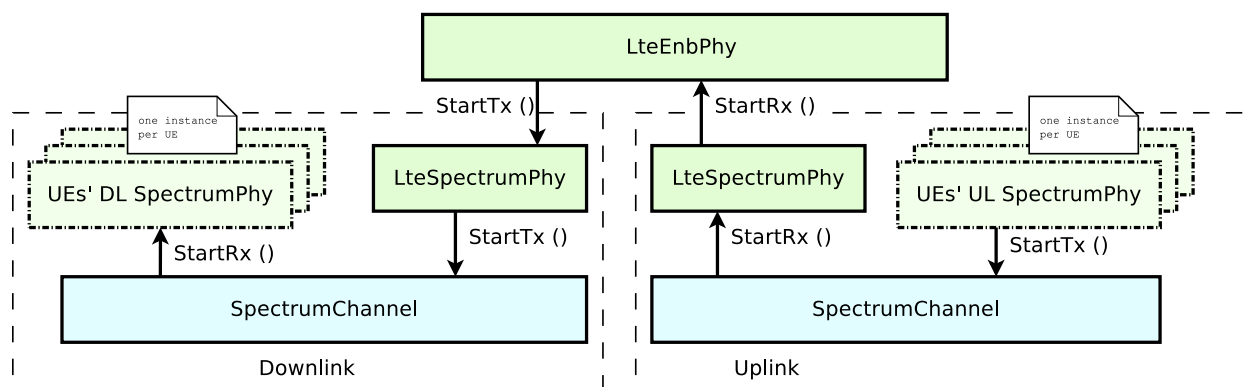 LteEnbPhy
StartTx ()
StartRx ()
one instance
per UE
one instance
per UE
UEs' DL SpectrumPhy
LteSpectrumPhy
LteSpectrumPhy
UEs' UL SpectrumPhy
StartRx ()
StartTx ()
StartRx ()
StartTx ()
SpectrumChannel
SpectrumChannel
Downlink
Uplink